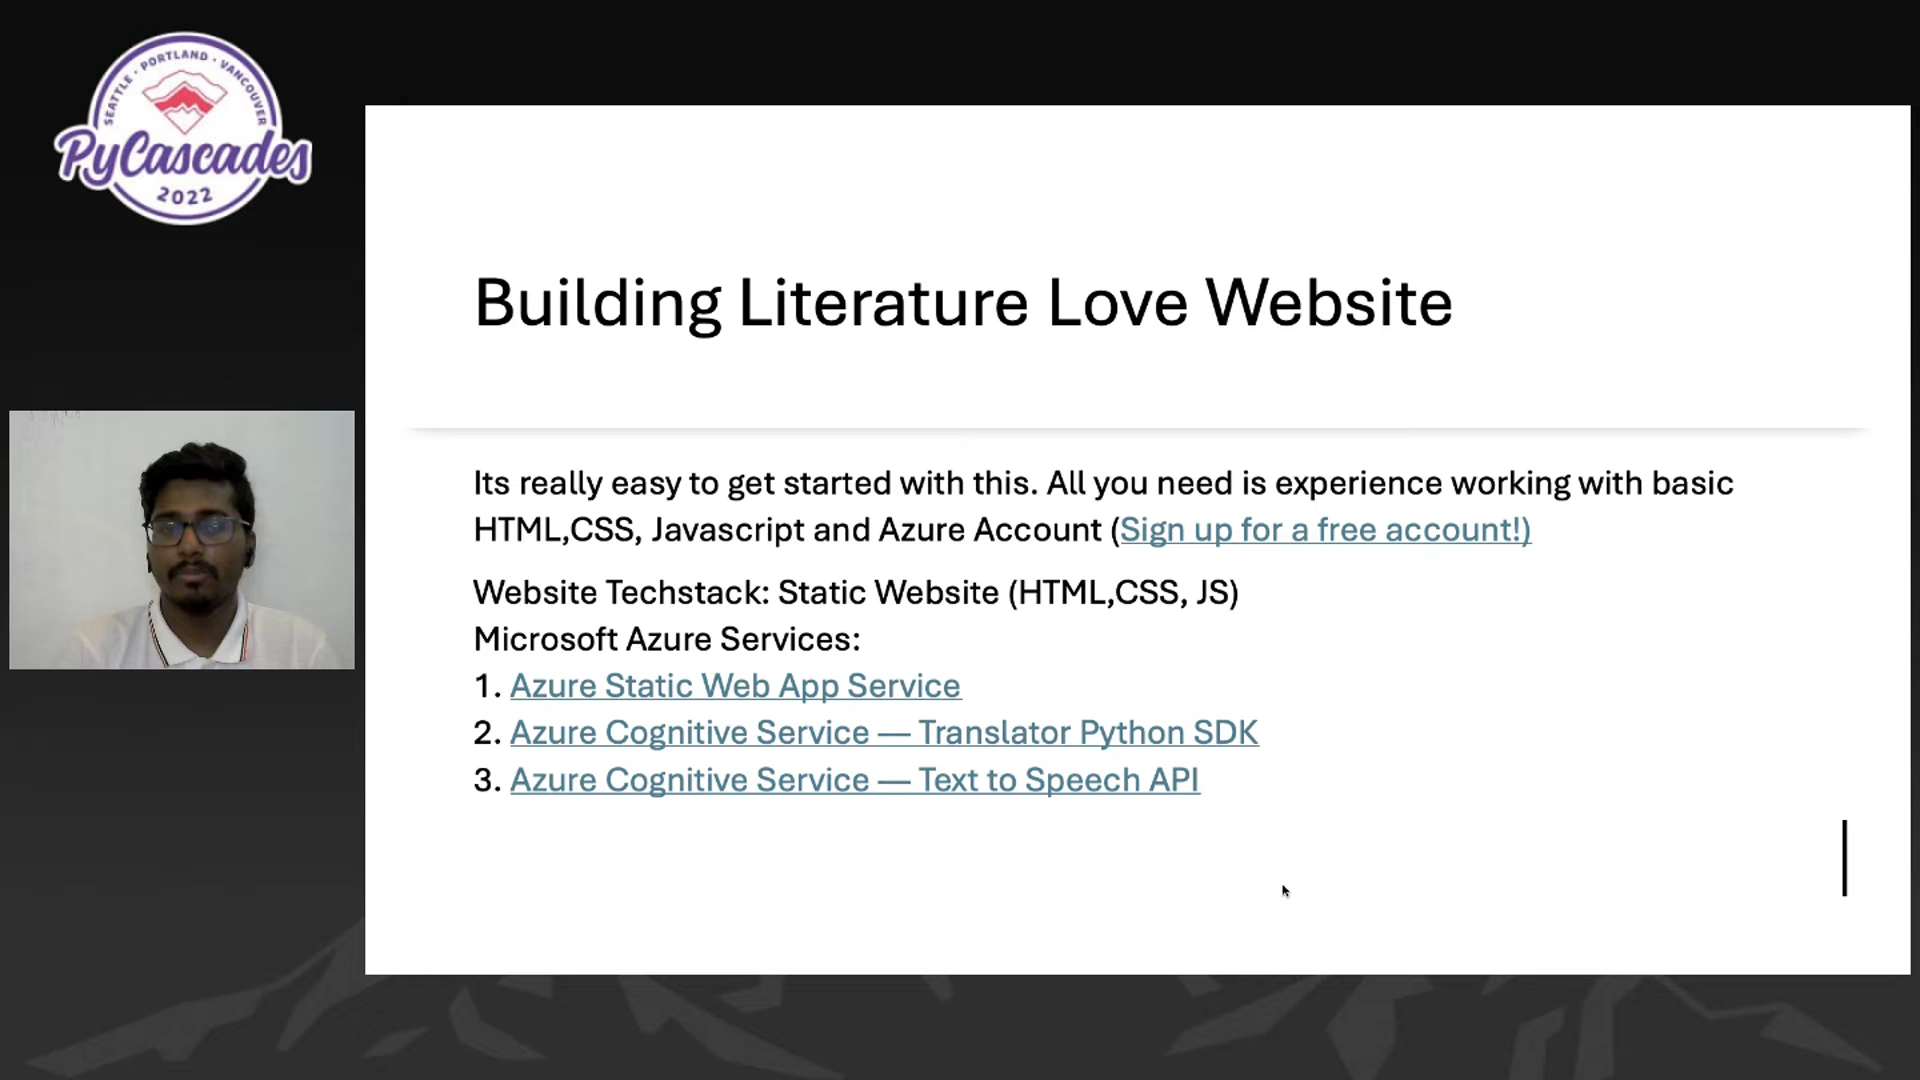 SEATTLE · PORTLAND · VANCOUVER
PyCascades
2022
Building Literature Love Website
Its really easy to get started with this. All you need is experience working with basic
HTML,CSS, Javascript and Azure Account (Sign up for a free account!)
Website Techstack: Static Website (HTML,CSS, JS)
Microsoft Azure Services:
1. Azure Static Web App Service
2. Azure Cognitive Service — Translator Python SDK
3. Azure Cognitive Service — Text to Speech API